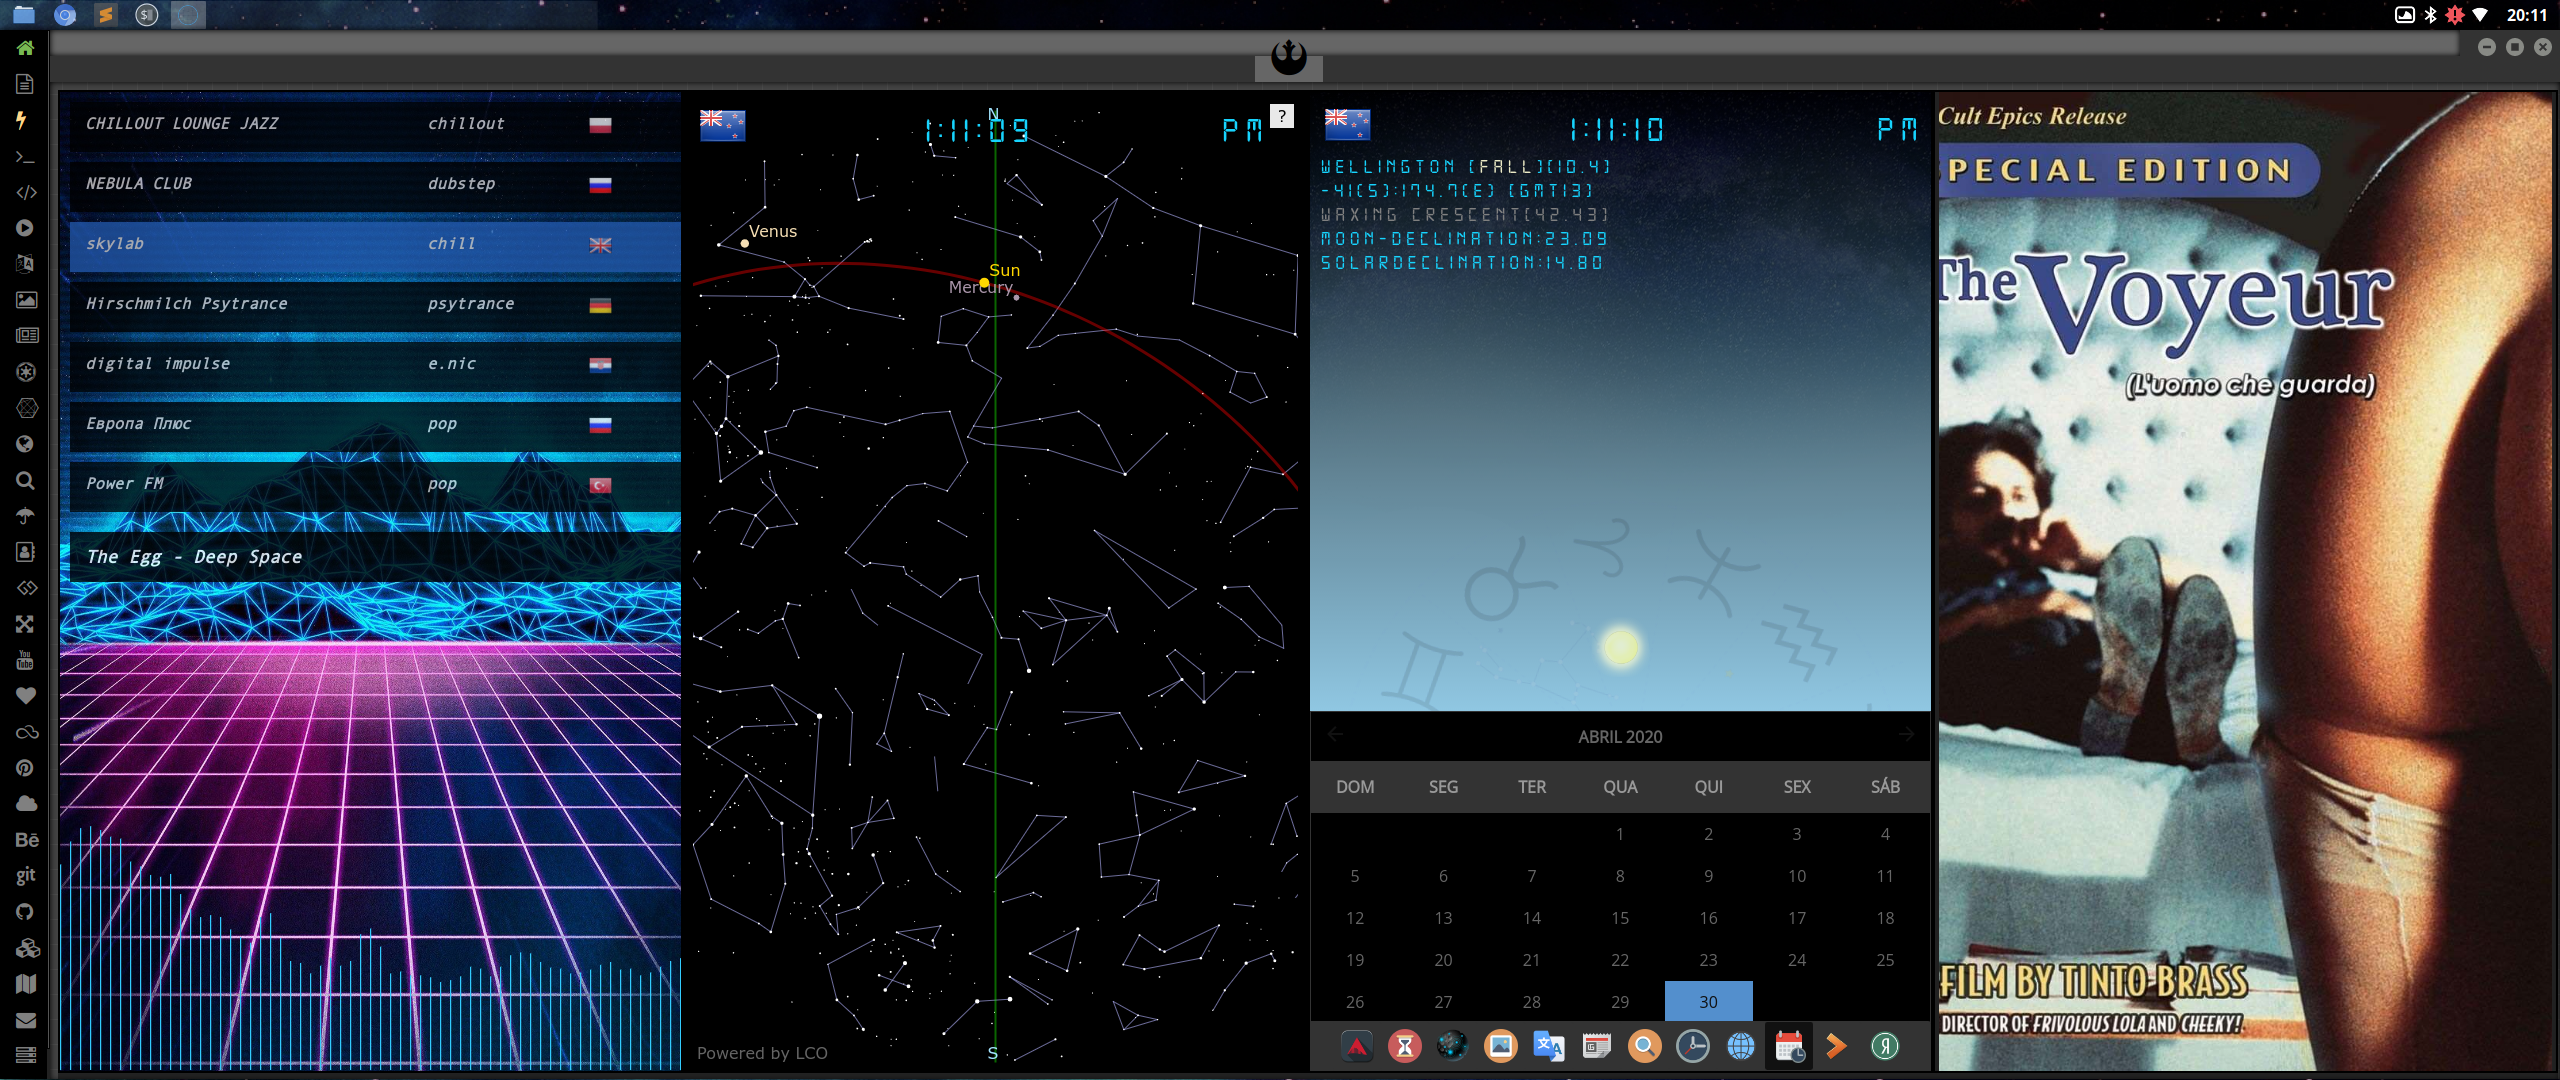 20:11
CHILLOUT LOUNGE JAZZ chillout
NEBULA CLUB dubstep
skylab chill
Hirschmilch Psytrance psytrance
digital impulse e.nic
Европа Плюс pop
Power FM pop
The Egg - Deep Space
You
Tube
Bē
git
N
1:11:09 PM ?
Venus
Sun
Mercury
S
Powered by LCO
1:11:10 PM
WELLINGTON [FALL][10.4]
-41(S):174.7(E) [GMT13]
WAXING CRESCENT[42.43]
MOON-DECLINATION:23.09
SOLARDECLINATION:14.80
ABRIL 2020
DOM SEG TER QUA QUI SEX SÁB
1 2 3 4
5 6 7 8 9 10 11
12 13 14 15 16 17 18
19 20 21 22 23 24 25
26 27 28 29 30
Cult Epics Release
PECIAL EDITION
The Voyeur
(L'uomo che guarda)
FILM BY TINTO BRASS
DIRECTOR OF FRIVOLOUS LOLA AND CHEEKY!